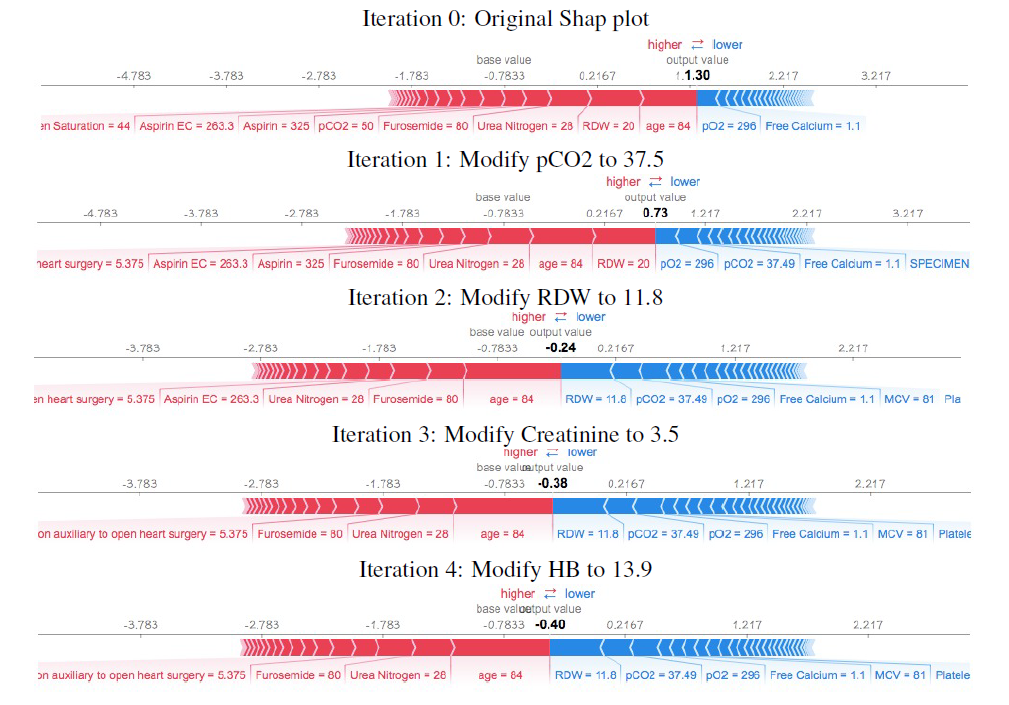 Iteration 0: Original Shap plot
higher ⇄ lower
base value output value
-4.783 -3.783 -2.783 -1.783 -0.7833 0.2167 1.30 2.217 3.217
en Saturation = 44 Aspirin EC = 263.3 Aspirin = 325 pCO2 = 50 Furosemide = 80 Urea Nitrogen = 28 RDW = 20 age = 84 pO2 = 296 Free Calcium = 1.1
Iteration 1: Modify pCO2 to 37.5
higher ⇄ lower
base value output value
-4.783 -3.783 -2.783 -1.783 -0.7833 0.2167 0.73 1.217 2.217 3.217
heart surgery = 5.375 Aspirin EC = 263.3 Aspirin = 325 Furosemide = 80 Urea Nitrogen = 28 age = 84 RDW = 20 pO2 = 296 pCO2 = 37.49 Free Calcium = 1.1 SPECIMEN
Iteration 2: Modify RDW to 11.8
higher ⇄ lower
base value output value
-3.783 -2.783 -1.783 -0.7833 -0.24 0.2167 1.217 2.217
en heart surgery = 5.375 Aspirin EC = 263.3 Urea Nitrogen = 28 Furosemide = 80 age = 84 RDW = 11.8 pCO2 = 37.49 pO2 = 296 Free Calcium = 1.1 MCV = 81 Pla
Iteration 3: Modify Creatinine to 3.5
higher ⇄ lower
base value output value
-3.783 -2.783 -1.783 -0.7833 -0.38 0.2167 1.217 2.217
on auxiliary to open heart surgery = 5.375 Furosemide = 80 Urea Nitrogen = 28 age = 84 RDW = 11.8 pCO2 = 37.49 pO2 = 296 Free Calcium = 1.1 MCV = 81 Platele
Iteration 4: Modify HB to 13.9
higher ⇄ lower
base value output value
-3.783 -2.783 -1.783 -0.7833 -0.40 0.2167 1.217 2.217
on auxiliary to open heart surgery = 5.375 Furosemide = 80 Urea Nitrogen = 28 age = 84 RDW = 11.8 pCO2 = 37.49 pO2 = 296 Free Calcium = 1.1 MCV = 81 Platele